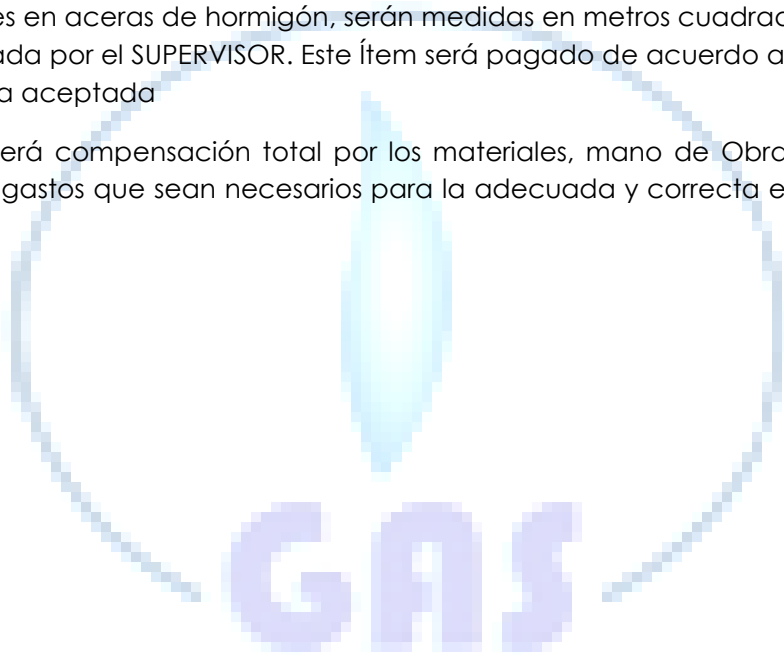 es en aceras de hormigón, serán medidas en metros cuadrad
ada por el SUPERVISOR. Este Ítem será pagado de acuerdo a
a aceptada
erá compensación total por los materiales, mano de Obra
gastos que sean necesarios para la adecuada y correcta e
GAS